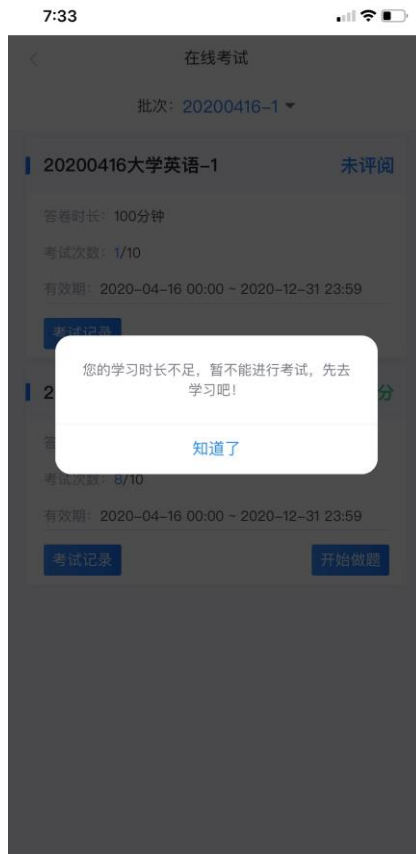 7:33
在线考试
批次：20200416-1
20200416大学英语-1 未评阅
答卷时长：100分钟
考试次数：1/10
有效期：2020-04-16 00:00 ~ 2020-12-31 23:59
考试记录
您的学习时长不足，暂不能进行考试，先去
学习吧！
知道了
2 分
答
考试次数：8/10
有效期：2020-04-16 00:00 ~ 2020-12-31 23:59
考试记录 开始做题